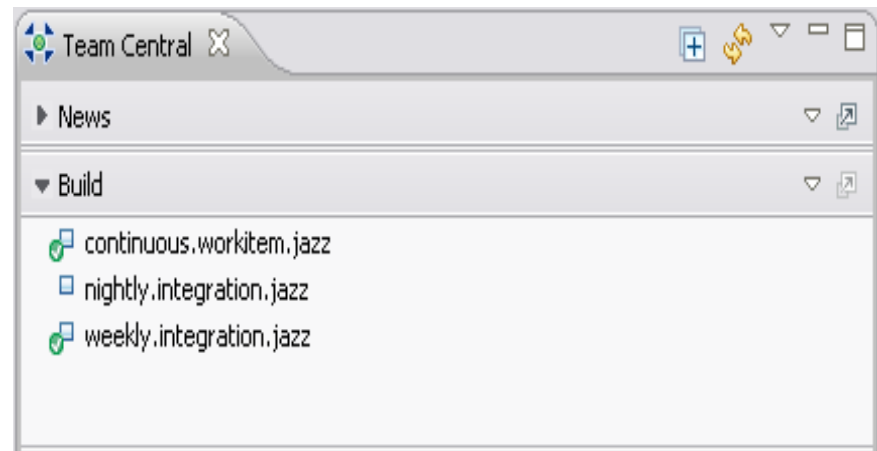 Team Central
News
Build
continuous.workitem.jazz
nightly.integration.jazz
weekly.integration.jazz